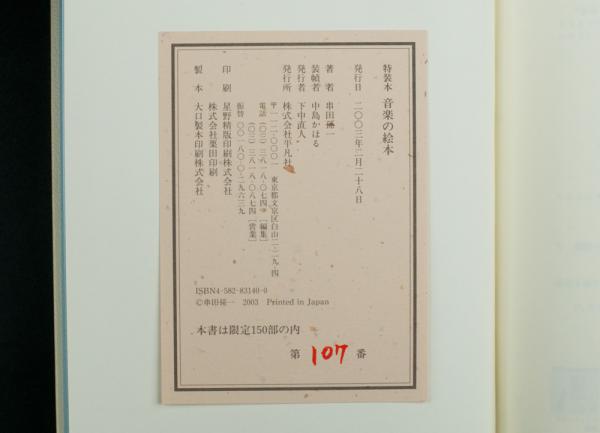 特装本 音楽の絵本
発行日 二〇〇三年二月二十八日
著者 串田孫一
装幀者 中島かほる
発行者 下中直人
発行所 株式会社平凡社
〒一一二-〇〇〇一 東京都文京区白山二-二九-四
電話（〇三）三八一八-〇七四［編集］
（〇三）三八一八-〇八七四［営業］
振替 〇〇一八〇-〇-二九六三九
印刷 星野精版印刷株式会社
株式会社栗田印刷
製本 大口製本印刷株式会社
ISBN4-582-83140-0
©串田孫一 2003 Printed in Japan
本書は限定150部の内
第 107 番